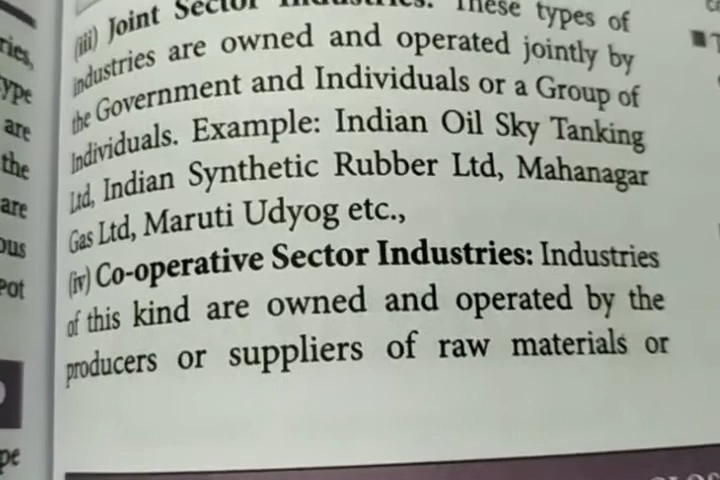 (iii) Joint Sector Industries: These types of
industries are owned and operated jointly by
the Government and Individuals or a Group of
Individuals. Example: Indian Oil Sky Tanking
Ltd, Indian Synthetic Rubber Ltd, Mahanagar
Gas Ltd, Maruti Udyog etc.,
(iv) Co-operative Sector Industries: Industries
of this kind are owned and operated by the
producers or suppliers of raw materials or
are
the
are